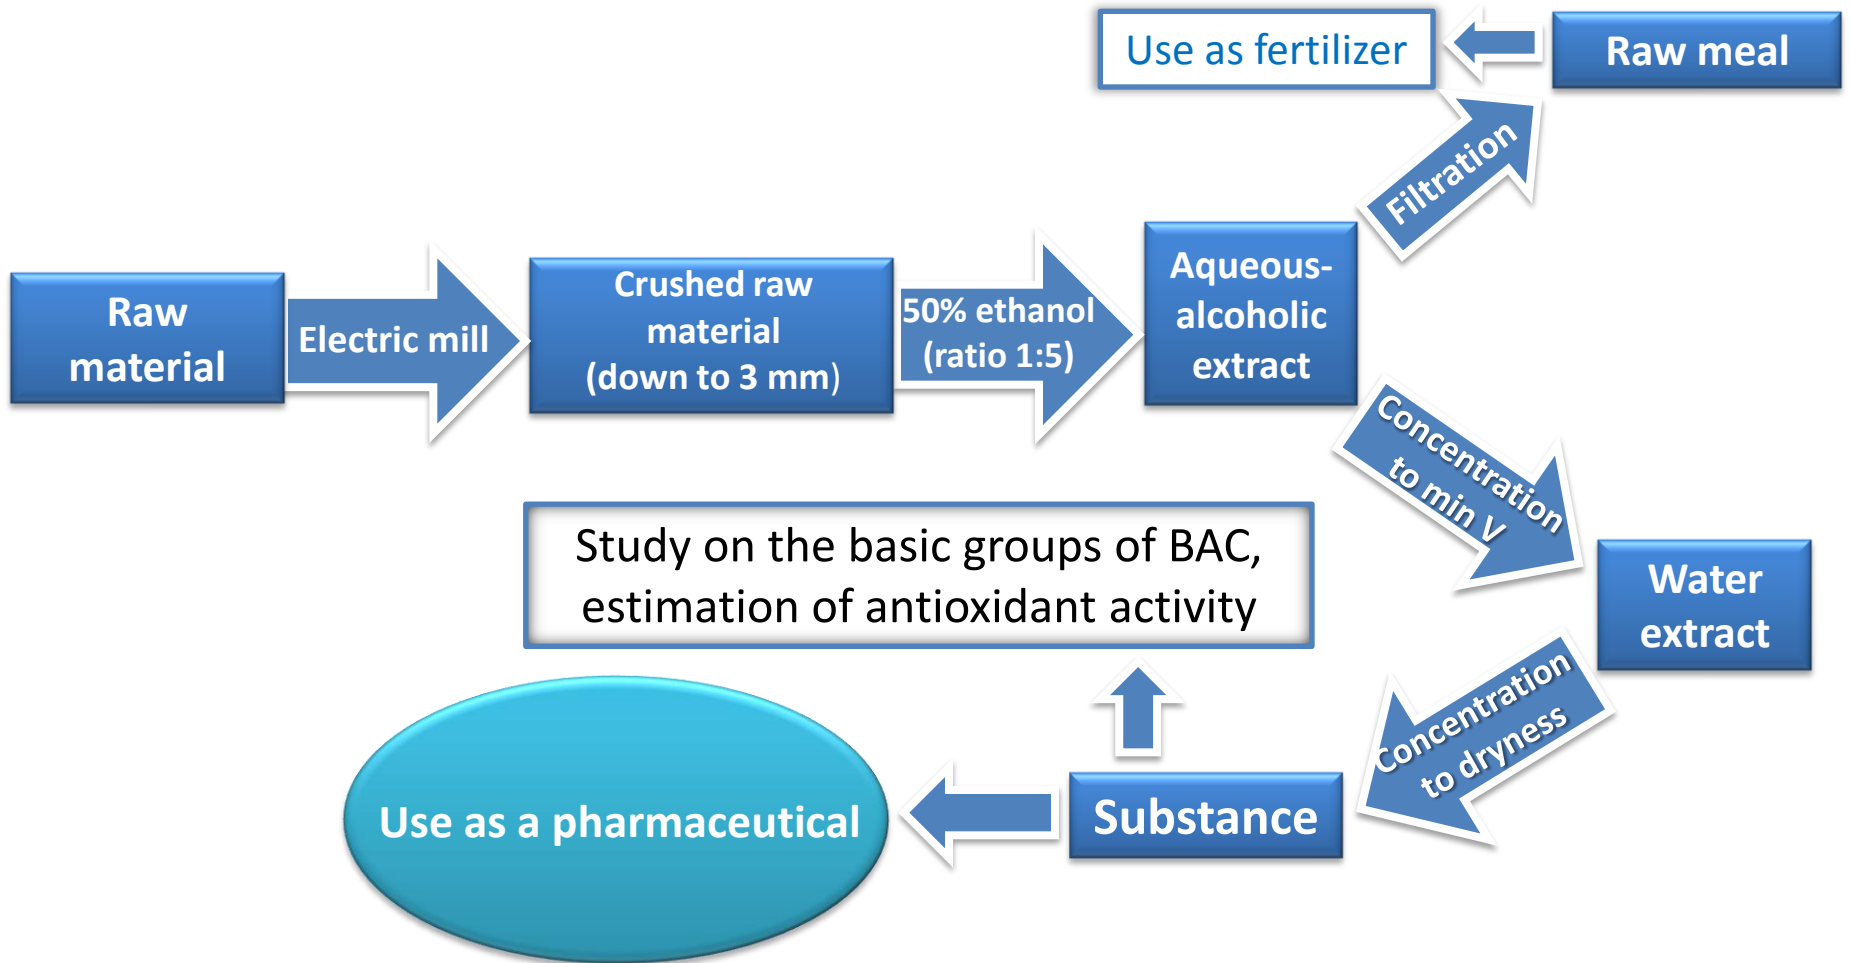 Use as fertilizer
Raw meal
Filtration
Raw
material
Electric mill
Crushed raw
material
(down to 3 mm)
50% ethanol
(ratio 1:5)
Aqueous-
alcoholic
extract
Concentration
to min V
Water
extract
Concentration
to dryness
Study on the basic groups of BAC,
estimation of antioxidant activity
Substance
Use as a pharmaceutical